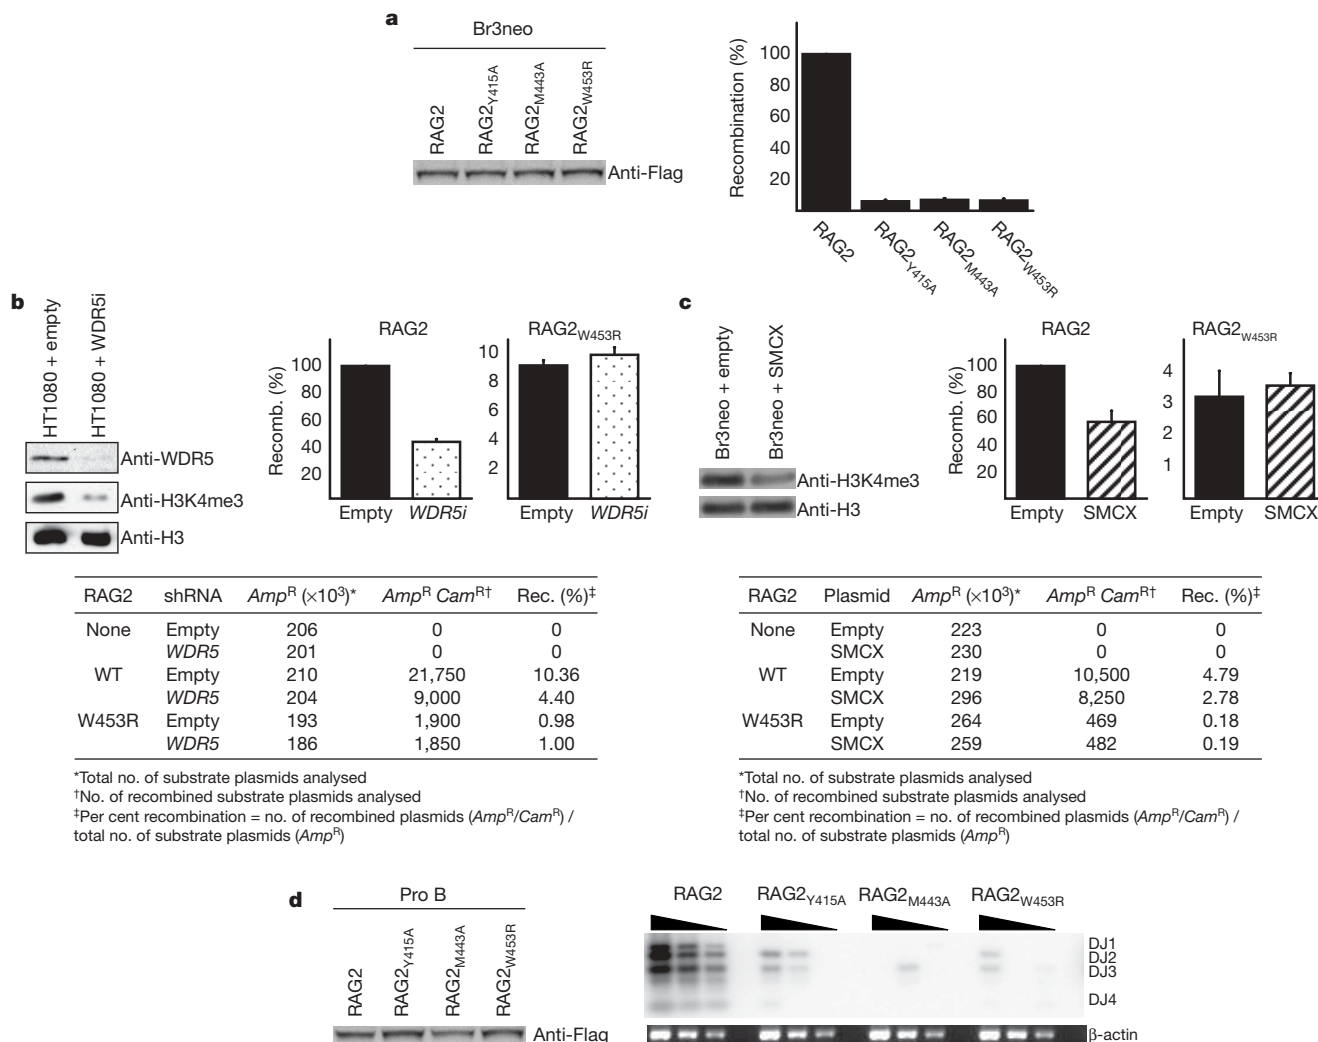 a
Br3neo
RAG2
RAG2Y415A
RAG2M443A
RAG2W453R
Anti-Flag
Recombination (%)
100
80
60
40
20
RAG2
RAG2Y415A
RAG2M443A
RAG2W453R
b
HT1080 + empty
HT1080 + WDR5i
Anti-WDR5
Anti-H3K4me3
Anti-H3
RAG2
Recomb. (%)
100
80
60
40
20
Empty WDR5i
RAG2W453R
10
8
6
4
2
Empty WDR5i
RAG2 shRNA AmpR (×10³)* AmpR CamR† Rec. (%)‡
None Empty 206 0 0
WDR5 201 0 0
WT Empty 210 21,750 10.36
WDR5 204 9,000 4.40
W453R Empty 193 1,900 0.98
WDR5 186 1,850 1.00
*Total no. of substrate plasmids analysed
†No. of recombined substrate plasmids analysed
‡Per cent recombination = no. of recombined plasmids (AmpR/CamR) /
total no. of substrate plasmids (AmpR)
c
Br3neo + empty
Br3neo + SMCX
Anti-H3K4me3
Anti-H3
RAG2
Recomb. (%)
100
80
60
40
20
Empty SMCX
RAG2W453R
4
3
2
1
Empty SMCX
RAG2 Plasmid AmpR (×10³)* AmpR CamR† Rec. (%)‡
None Empty 223 0 0
SMCX 230 0 0
WT Empty 219 10,500 4.79
SMCX 296 8,250 2.78
W453R Empty 264 469 0.18
SMCX 259 482 0.19
*Total no. of substrate plasmids analysed
†No. of recombined substrate plasmids analysed
‡Per cent recombination = no. of recombined plasmids (AmpR/CamR) /
total no. of substrate plasmids (AmpR)
d
Pro B
RAG2
RAG2Y415A
RAG2M443A
RAG2W453R
Anti-Flag
RAG2 RAG2Y415A RAG2M443A RAG2W453R
DJ1
DJ2
DJ3
DJ4
β-actin